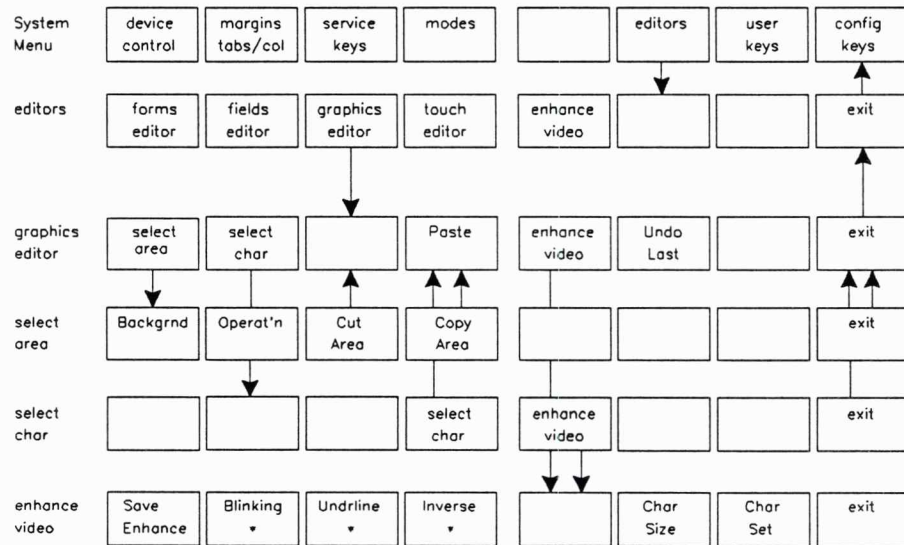 System Menu
device control
margins tabs/col
service keys
modes
editors
user keys
config keys
editors
forms editor
fields editor
graphics editor
touch editor
enhance video
exit
graphics editor
select area
select char
Paste
enhance video
Undo Last
exit
select area
Backgrnd
Operat'n
Cut Area
Copy Area
exit
select char
select char
enhance video
exit
enhance video
Save Enhance
Blinking *
Undrline *
Inverse *
Char Size
Char Set
exit